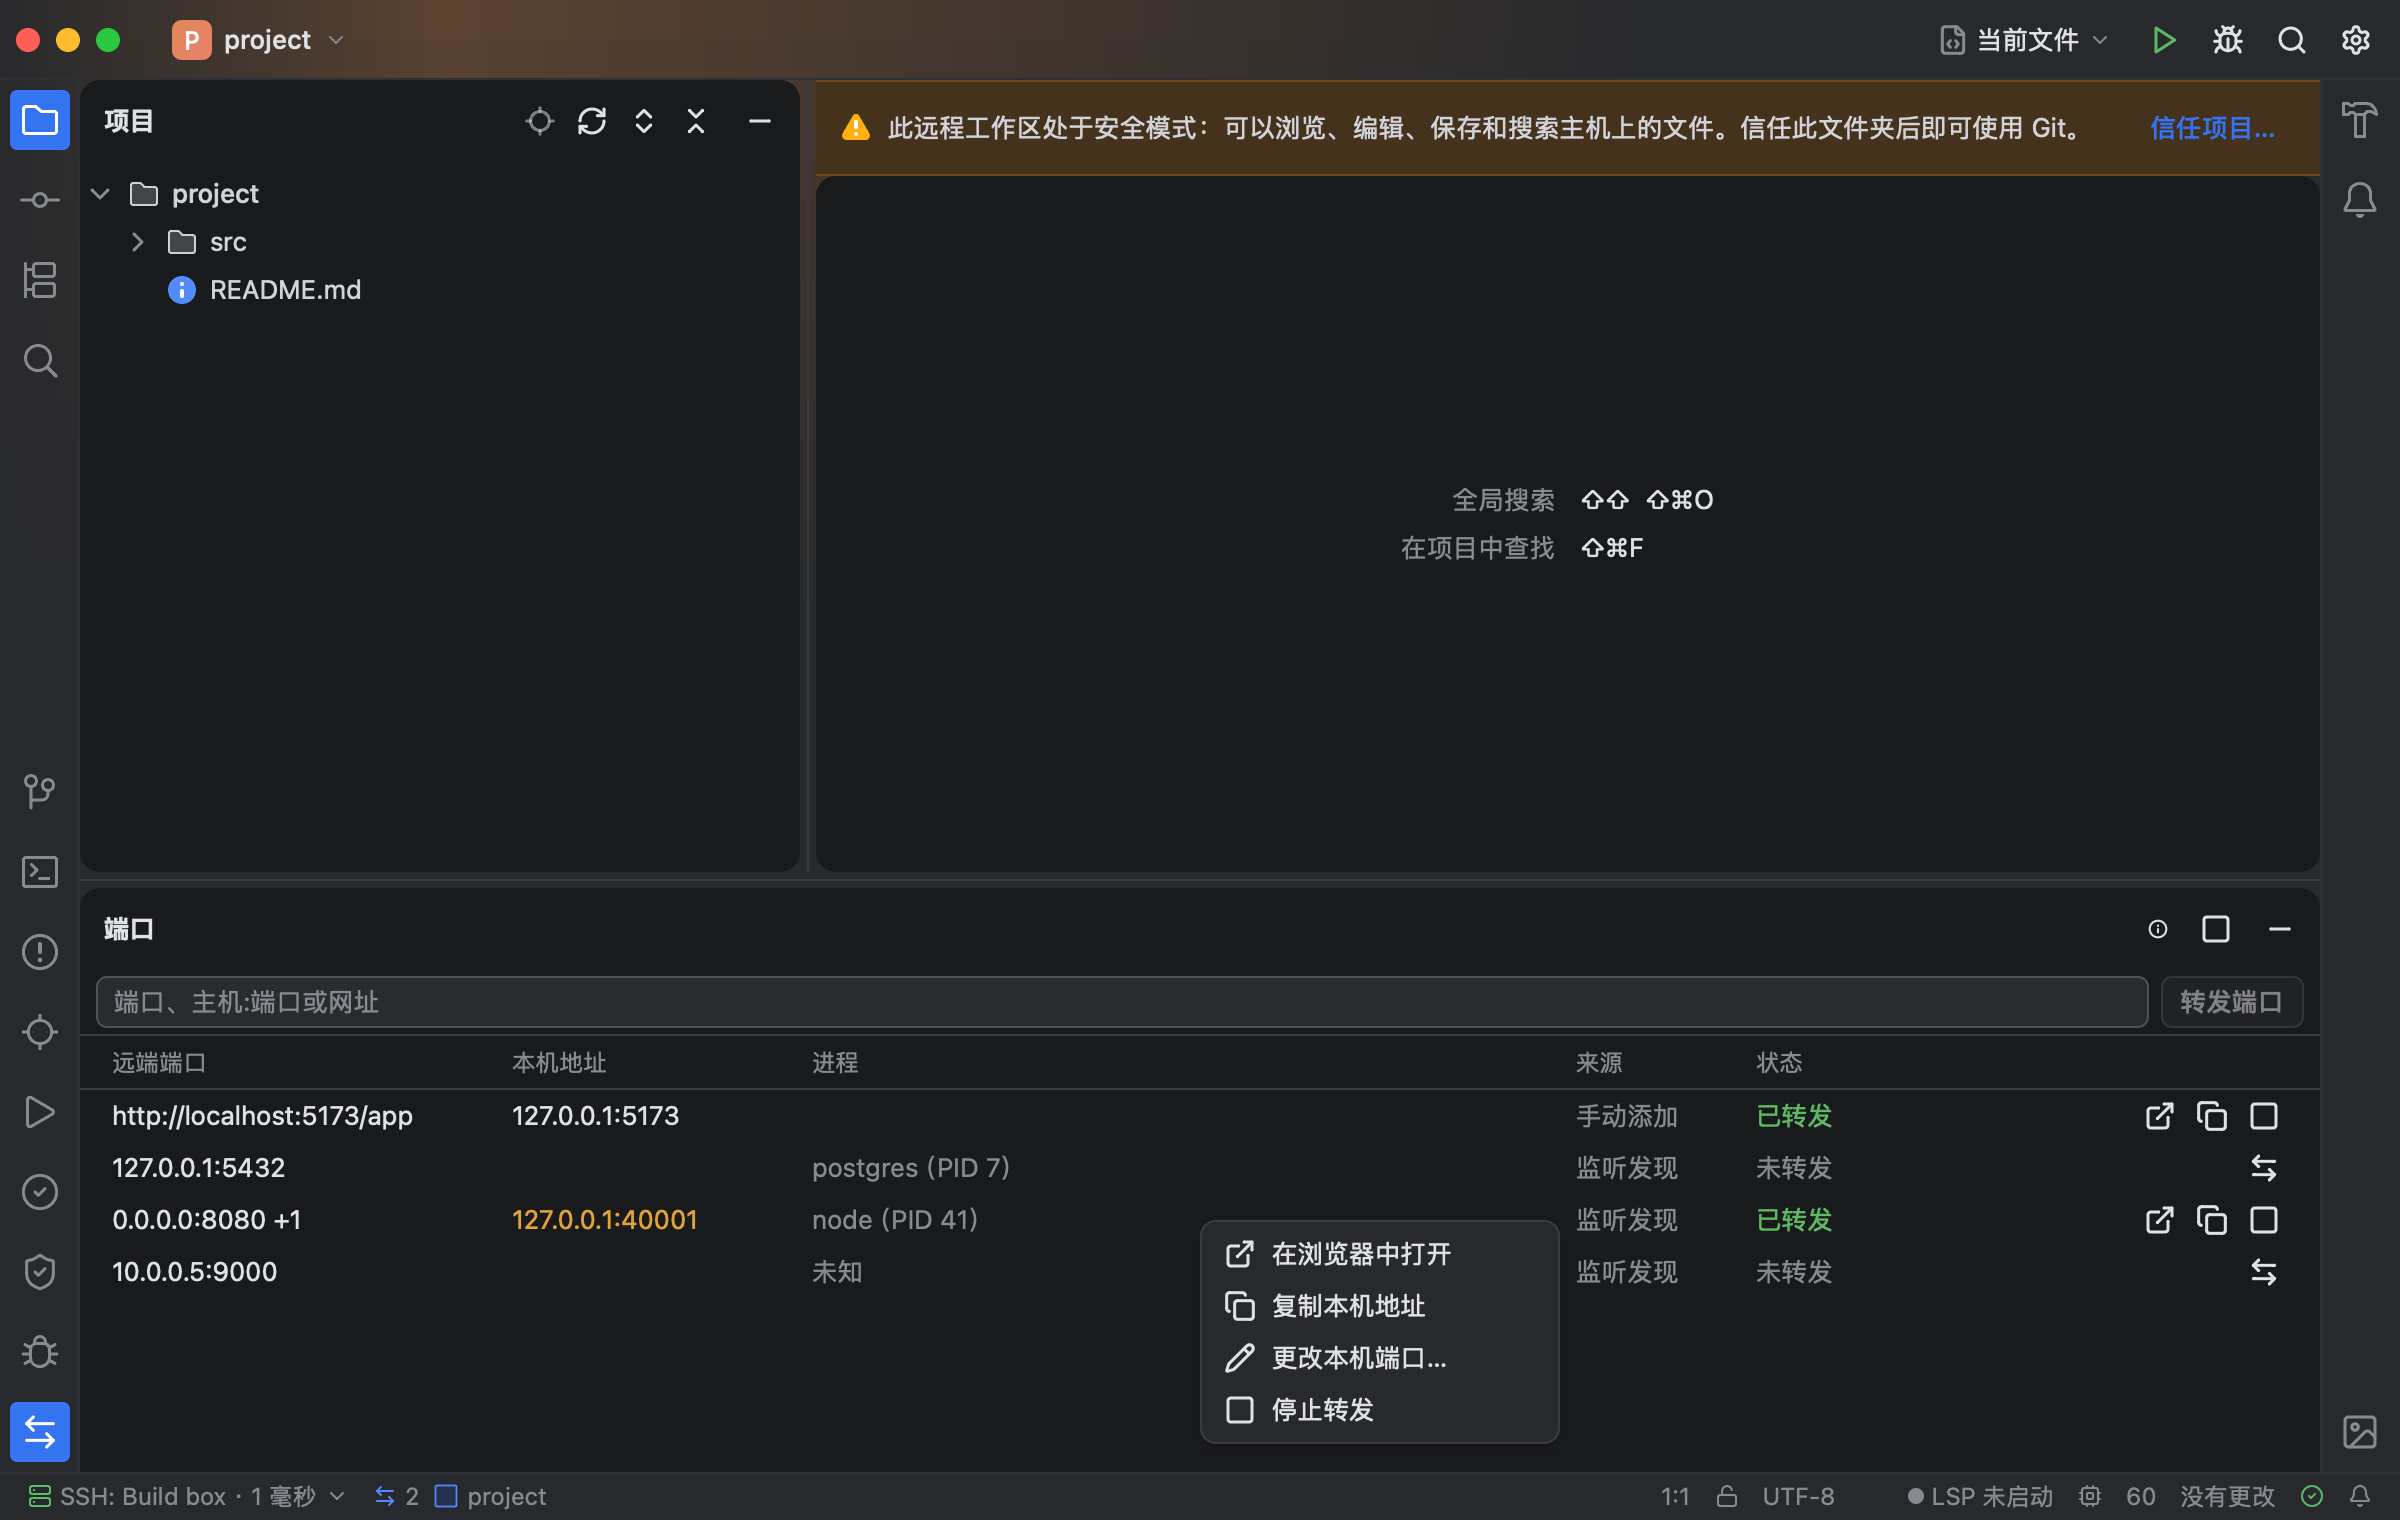 P project
当前文件
项目
此远程工作区处于安全模式：可以浏览、编辑、保存和搜索主机上的文件。信任此文件夹后即可使用 Git。 信任项目...
project
src
README.md
全局搜索 ⇧⇧ ⇧⌘O
在项目中查找 ⇧⌘F
端口
端口、主机:端口或网址 转发端口
远端端口 本机地址 进程 来源 状态
http://localhost:5173/app 127.0.0.1:5173 手动添加 已转发
127.0.0.1:5432 postgres (PID 7) 监听发现 未转发
0.0.0.0:8080 +1 127.0.0.1:40001 node (PID 41) 监听发现 已转发
10.0.0.5:9000 未知 监听发现 未转发
在浏览器中打开
复制本机地址
更改本机端口...
停止转发
SSH: Build box · 1 毫秒 2 project 1:1 UTF-8 LSP 未启动 60 没有更改